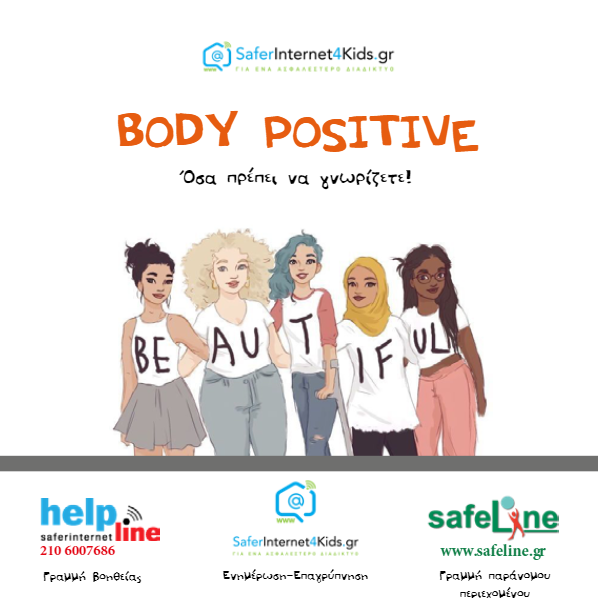 SaferInternet4Kids.gr
ΓΙΑ ΕΝΑ ΑΣΦΑΛΕΣΤΕΡΟ ΔΙΑΔΙΚΤΥΟ
BODY POSITIVE
Όσα πρέπει να γνωρίζετε!
BE AU T IF UL
help line
saferinternet
210 6007686
Γραμμή βοηθείας
www
SaferInternet4Kids.gr
ΓΙΑ ΕΝΑ ΑΣΦΑΛΕΣΤΕΡΟ ΔΙΑΔΙΚΤΥΟ
Ενημέρωση-Επαγρύπνηση
safeLine
www.safeline.gr
Γραμμή παράνομου
περιεχομένου